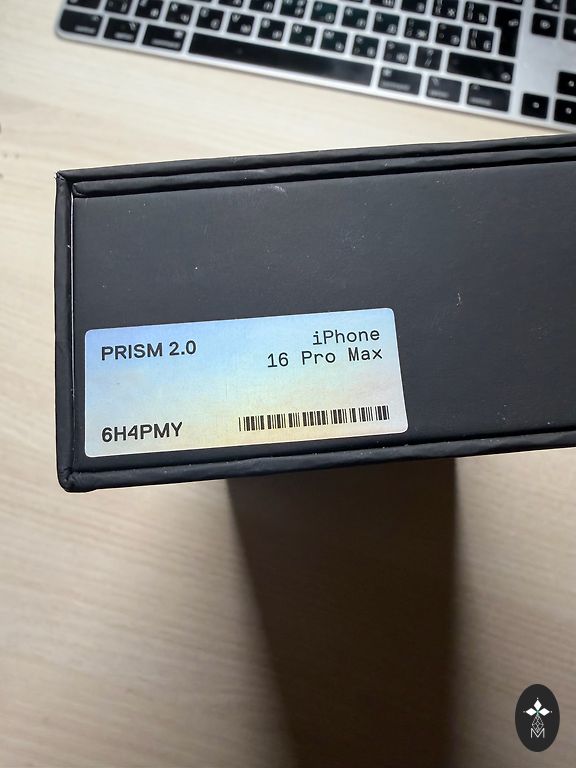 PRISM 2.0
iPhone
16 Pro Max
6H4PMY